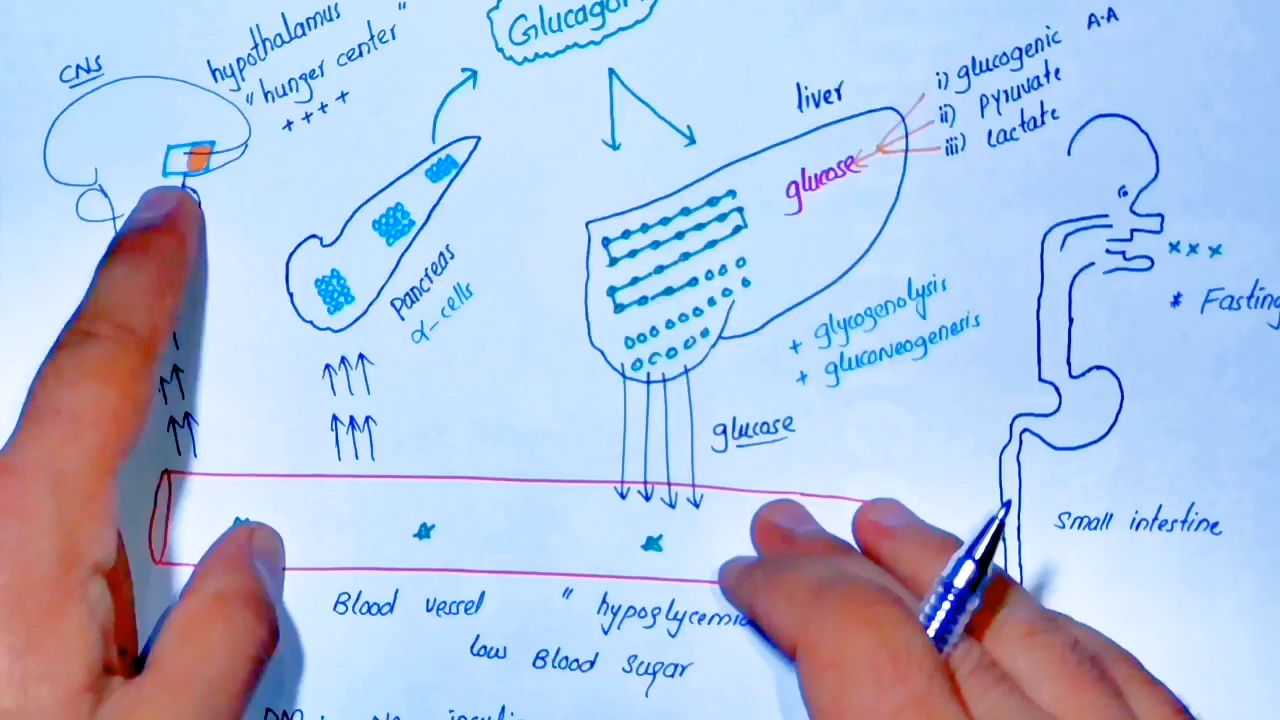 Glucagon
CNS
hypothalamus
" hunger center "
++++
liver
i) glucogenic A·A
ii) pyruvate
iii) lactate
glucose
Pancreas
α-cells
+ glycogenolysis
+ gluconeogenesis
× × ×
* Fasting
glucose
Small intestine
Blood vessel
" hypoglycemia
low Blood sugar